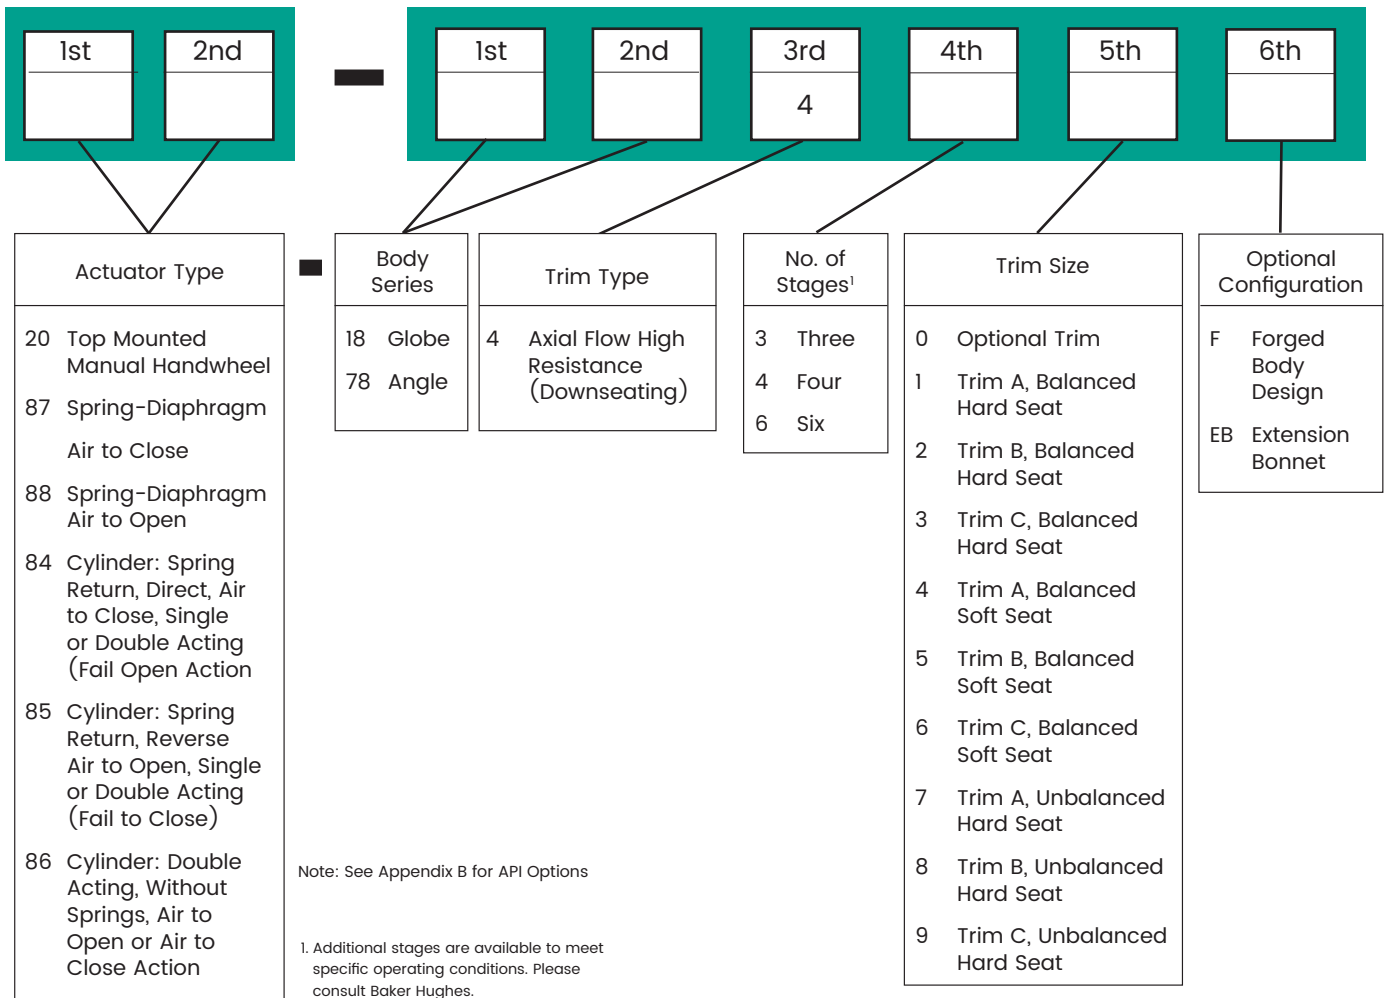 1st
2nd
1st
2nd
3rd
4th
5th
6th
4
Actuator Type
20 Top Mounted
Manual Handwheel
87 Spring-Diaphragm
Air to Close
88 Spring-Diaphragm
Air to Open
84 Cylinder: Spring
Return, Direct, Air
to Close, Single
or Double Acting
(Fail Open Action
85 Cylinder: Spring
Return, Reverse
Air to Open, Single
or Double Acting
(Fail to Close)
86 Cylinder: Double
Acting, Without
Springs, Air to
Open or Air to
Close Action
Body
Series
18 Globe
78 Angle
Trim Type
4 Axial Flow High
Resistance
(Downseating)
No. of
Stages¹
3 Three
4 Four
6 Six
Trim Size
0 Optional Trim
1 Trim A, Balanced
Hard Seat
2 Trim B, Balanced
Hard Seat
3 Trim C, Balanced
Hard Seat
4 Trim A, Balanced
Soft Seat
5 Trim B, Balanced
Soft Seat
6 Trim C, Balanced
Soft Seat
7 Trim A, Unbalanced
Hard Seat
8 Trim B, Unbalanced
Hard Seat
9 Trim C, Unbalanced
Hard Seat
Optional
Configuration
F Forged
Body
Design
EB Extension
Bonnet
Note: See Appendix B for API Options
1. Additional stages are available to meet
specific operating conditions. Please
consult Baker Hughes.